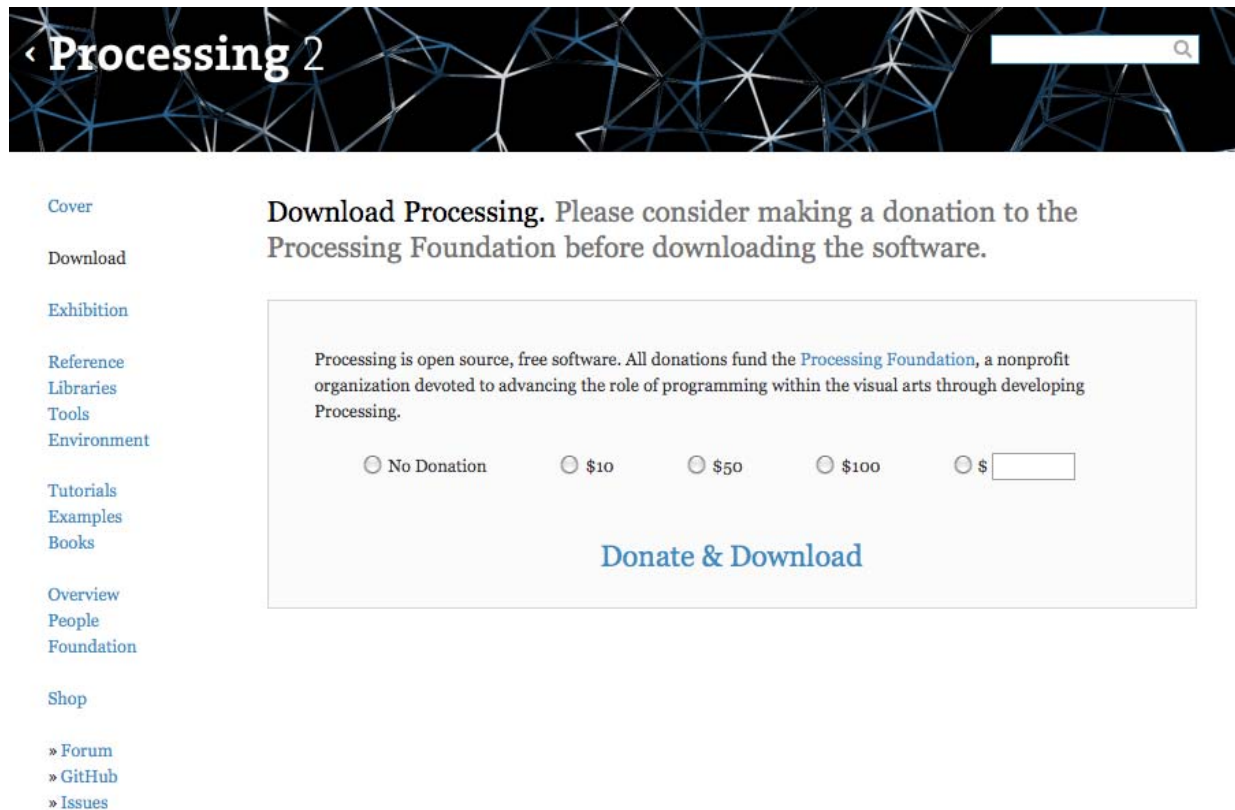 ‹ Processing 2
Cover
Download
Exhibition
Reference
Libraries
Tools
Environment
Tutorials
Examples
Books
Overview
People
Foundation
Shop
» Forum
» GitHub
» Issues
Download Processing. Please consider making a donation to the
Processing Foundation before downloading the software.
Processing is open source, free software. All donations fund the Processing Foundation, a nonprofit
organization devoted to advancing the role of programming within the visual arts through developing
Processing.
No Donation $10 $50 $100 $
Donate & Download